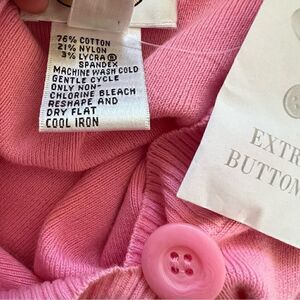 76% COTTON
21% NYLON
3% LYCRA ®
SPANDEX
MACHINE WASH COLD
GENTLE CYCLE
ONLY NON-
CHLORINE BLEACH
RESHAPE AND
DRY FLAT
COOL IRON
EXTR
BUTTON